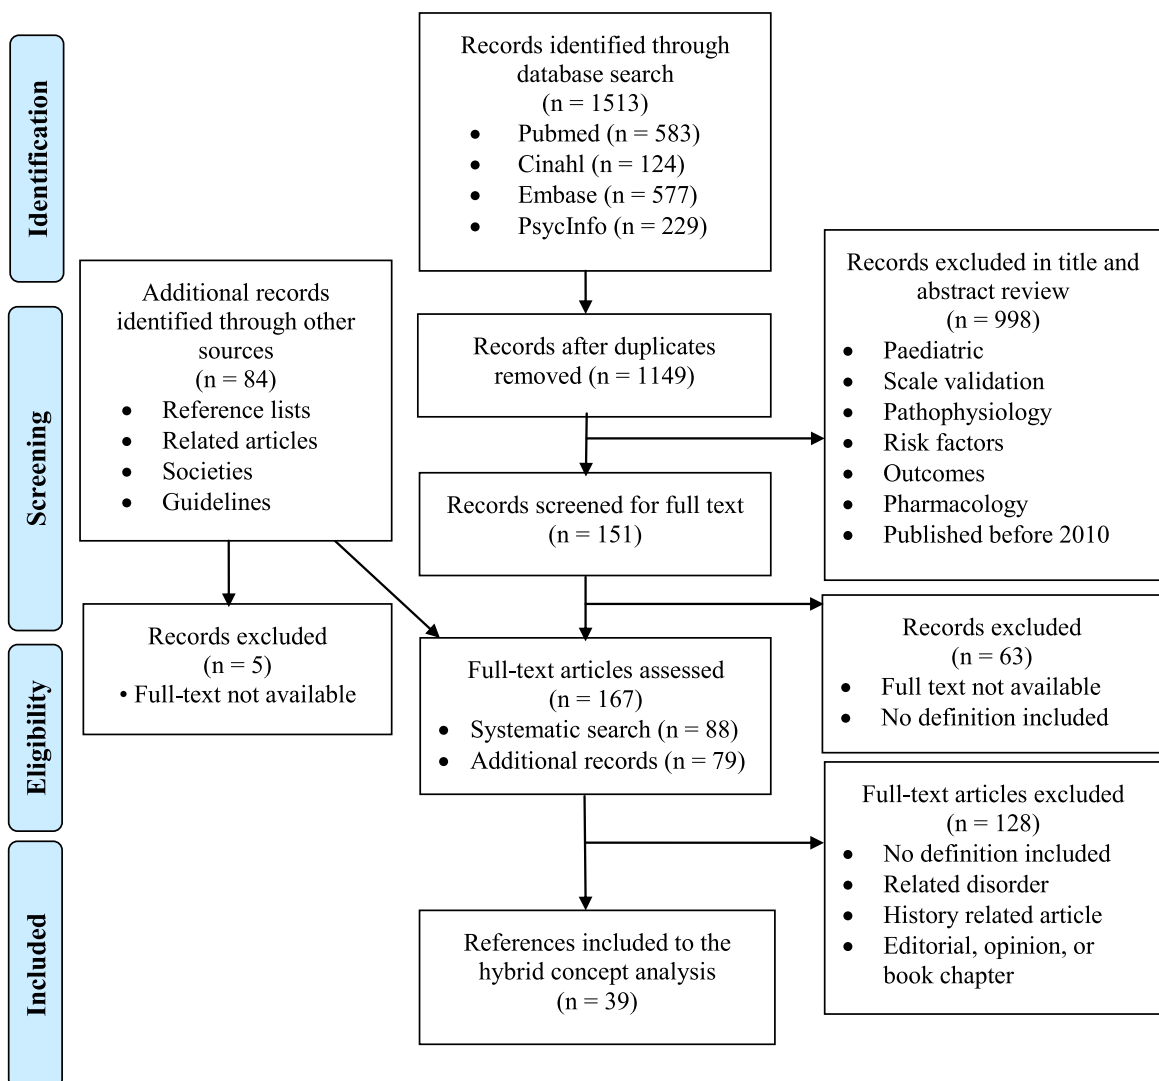 Identification
Screening
Eligibility
Included
Records identified through
database search
(n = 1513)
• Pubmed (n = 583)
• Cinahl (n = 124)
• Embase (n = 577)
• PsycInfo (n = 229)
Additional records
identified through other
sources
(n = 84)
• Reference lists
• Related articles
• Societies
• Guidelines
Records after duplicates
removed (n = 1149)
Records excluded in title and
abstract review
(n = 998)
• Paediatric
• Scale validation
• Pathophysiology
• Risk factors
• Outcomes
• Pharmacology
• Published before 2010
Records screened for full text
(n = 151)
Records excluded
(n = 5)
• Full-text not available
Full-text articles assessed
(n = 167)
• Systematic search (n = 88)
• Additional records (n = 79)
Records excluded
(n = 63)
• Full text not available
• No definition included
Full-text articles excluded
(n = 128)
• No definition included
• Related disorder
• History related article
• Editorial, opinion, or
book chapter
References included to the
hybrid concept analysis
(n = 39)